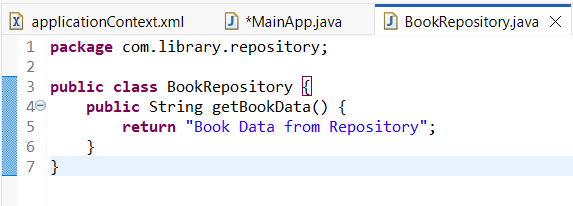 applicationContext.xml *MainApp.java BookRepository.java
1 package com.library.repository;
2
3 public class BookRepository {
4 public String getBookData() {
5 return "Book Data from Repository";
6 }
7 }